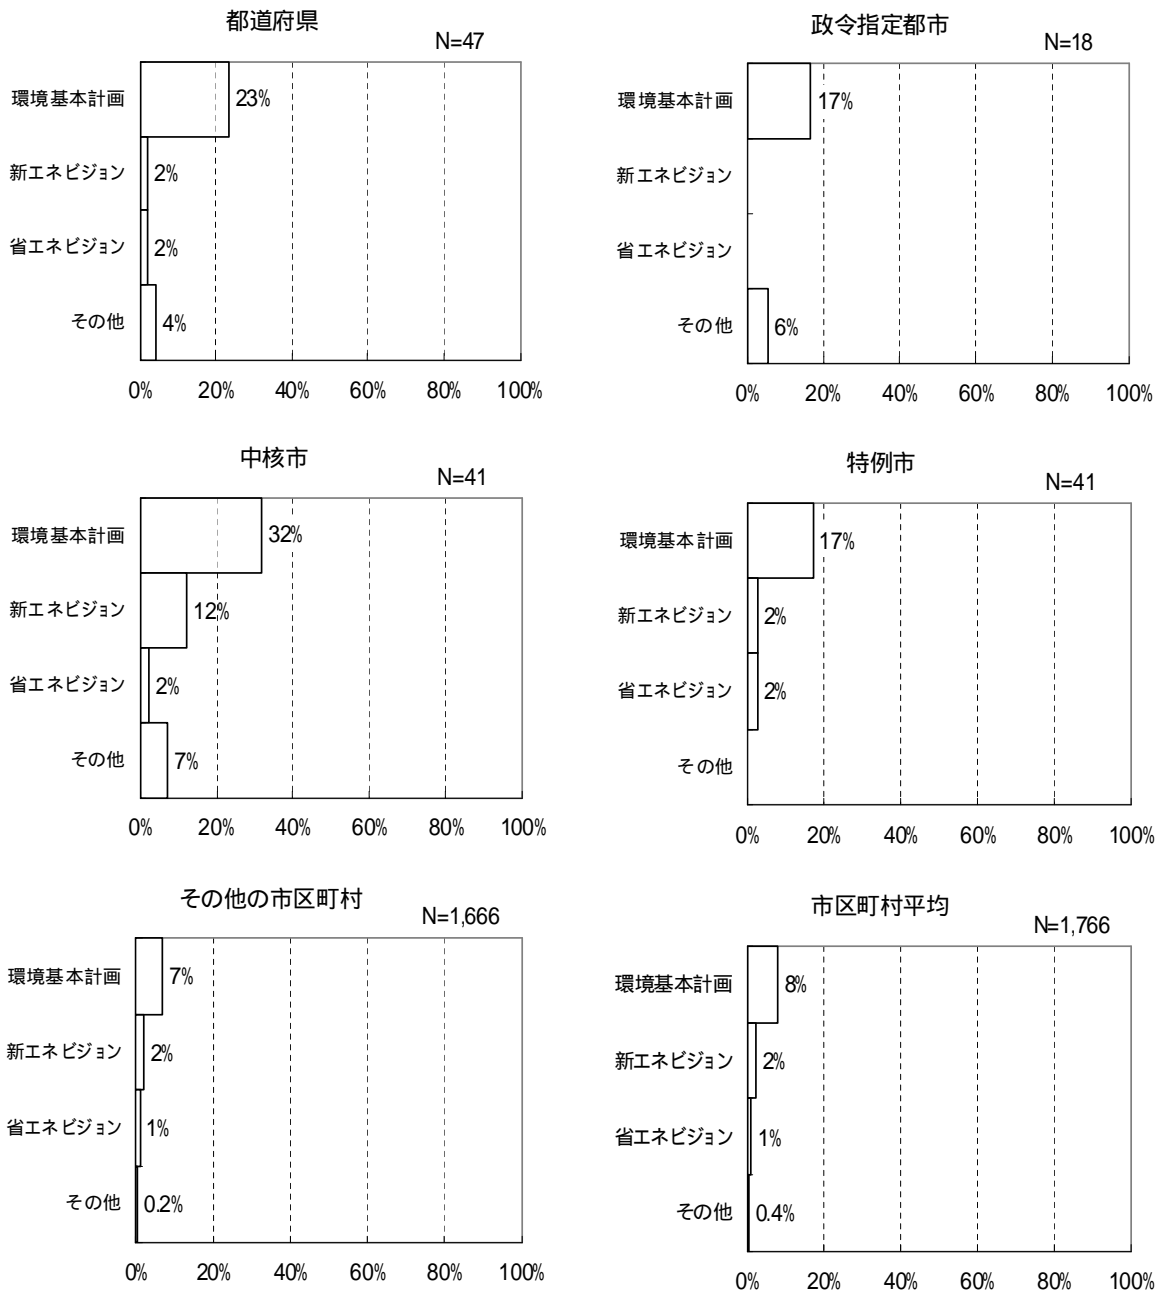 都道府県
N=47
環境基本計画
23%
新エネビジョン
2%
省エネビジョン
2%
その他
4%
0% 20% 40% 60% 80% 100%
政令指定都市
N=18
環境基本計画
17%
新エネビジョン
省エネビジョン
その他
6%
0% 20% 40% 60% 80% 100%
中核市
N=41
環境基本計画
32%
新エネビジョン
12%
省エネビジョン
2%
その他
7%
0% 20% 40% 60% 80% 100%
特例市
N=41
環境基本計画
17%
新エネビジョン
2%
省エネビジョン
2%
その他
0% 20% 40% 60% 80% 100%
その他の市区町村
N=1,666
環境基本計画
7%
新エネビジョン
2%
省エネビジョン
1%
その他
0.2%
0% 20% 40% 60% 80% 100%
市区町村平均
N=1,766
環境基本計画
8%
新エネビジョン
2%
省エネビジョン
1%
その他
0.4%
0% 20% 40% 60% 80% 100%